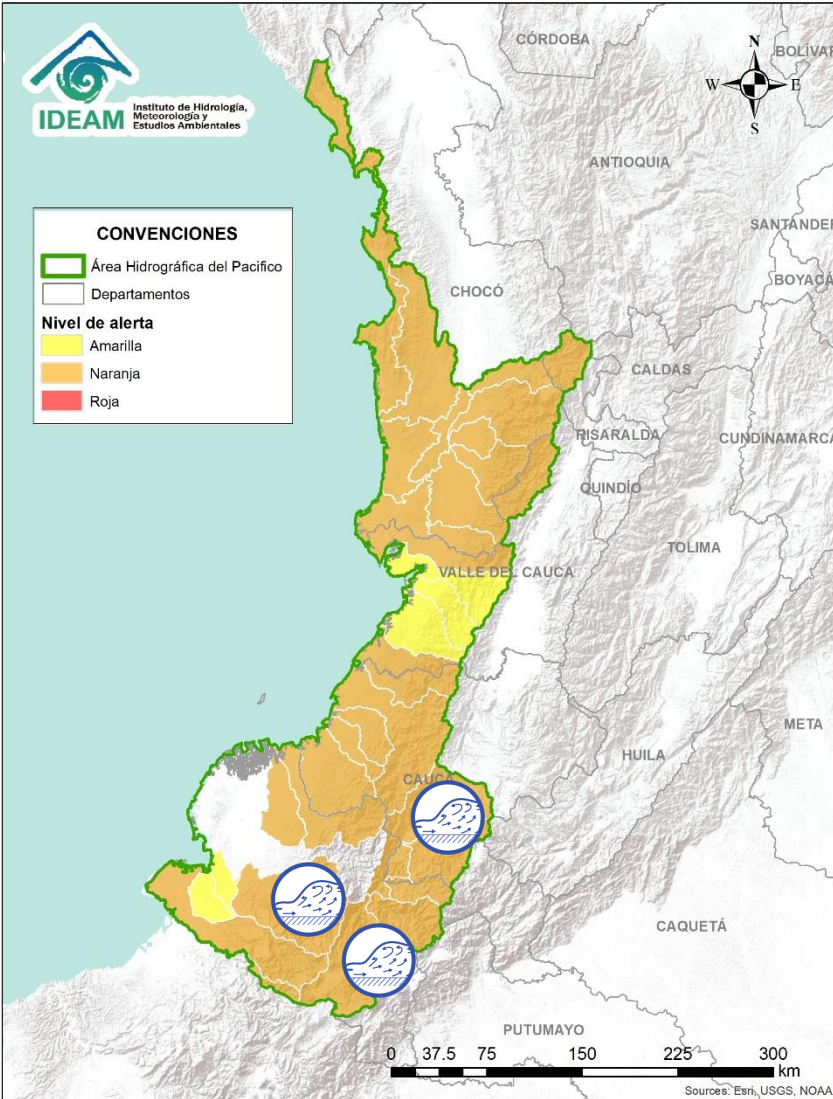 IDEAM
Instituto de Hidrología,
Meteorología y
Estudios Ambientales
CÓRDOBA
BOLÍVAR
N
W
E
S
ANTIOQUIA
SANTANDER
BOYACÁ
CONVENCIONES
Área Hidrográfica del Pacifico
Departamentos
Nivel de alerta
Amarilla
Naranja
Roja
CHOCÓ
CALDAS
RISARALDA
CUNDINAMARCA
QUINDÍO
TOLIMA
VALLE DEL CAUCA
META
HUILA
CAUCA
CAQUETÁ
PUTUMAYO
0 37.5 75 150 225 300
km
Sources: Esri, USGS, NOAA